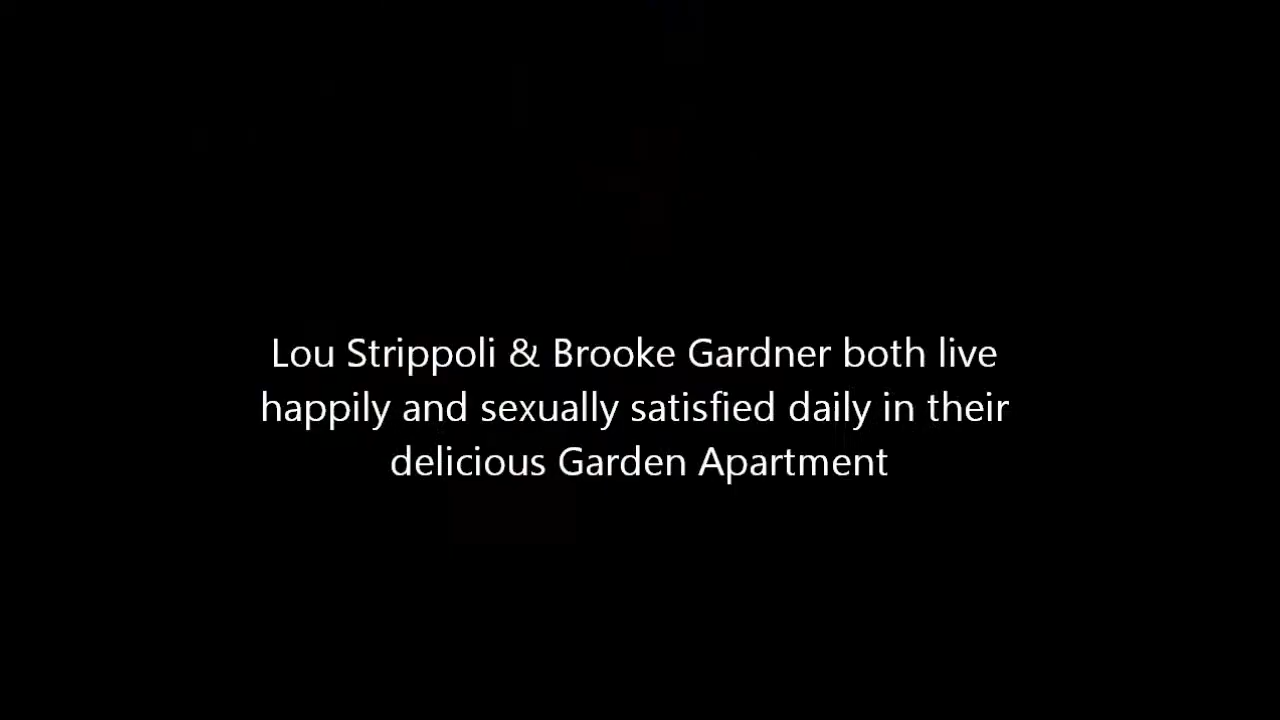 Lou Strippoli & Brooke Gardner both live
happily and sexually satisfied daily in their
delicious Garden Apartment